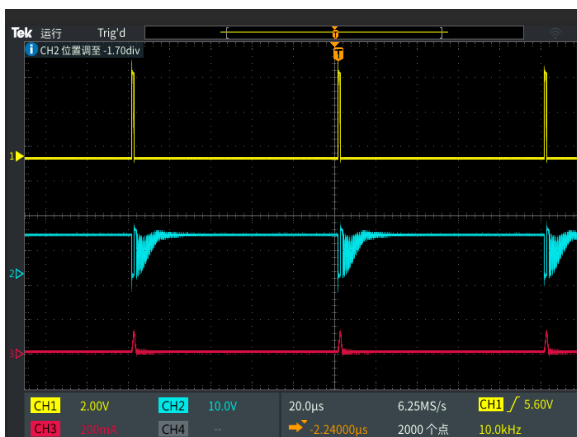 Tek 运行 Trig'd
T
i CH2 位置调至 -1.70div
T
1
2
3
CH1 2.00V CH2 10.0V 20.0μs 6.25MS/s CH1 5.60V
CH3 200mA CH4 -- -2.24000μs 2000 个点 10.0kHz